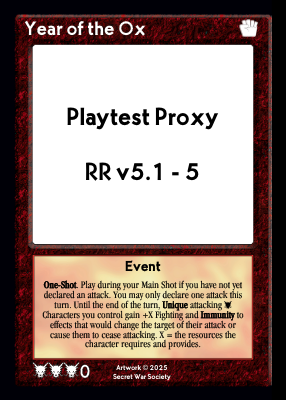 Year of the Ox
Playtest Proxy
RR v5.1 - 5
Event
One-Shot. Play during your Main Shot if you have not yet
declared an attack. You may only declare one attack this
turn. Until the end of the turn, Unique attacking
Characters you control gain +X Fighting and Immunity to
effects that would change the target of their attack or
cause them to cease attacking. X = the resources the
character requires and provides.
0
Artwork © 2025
Secret War Society